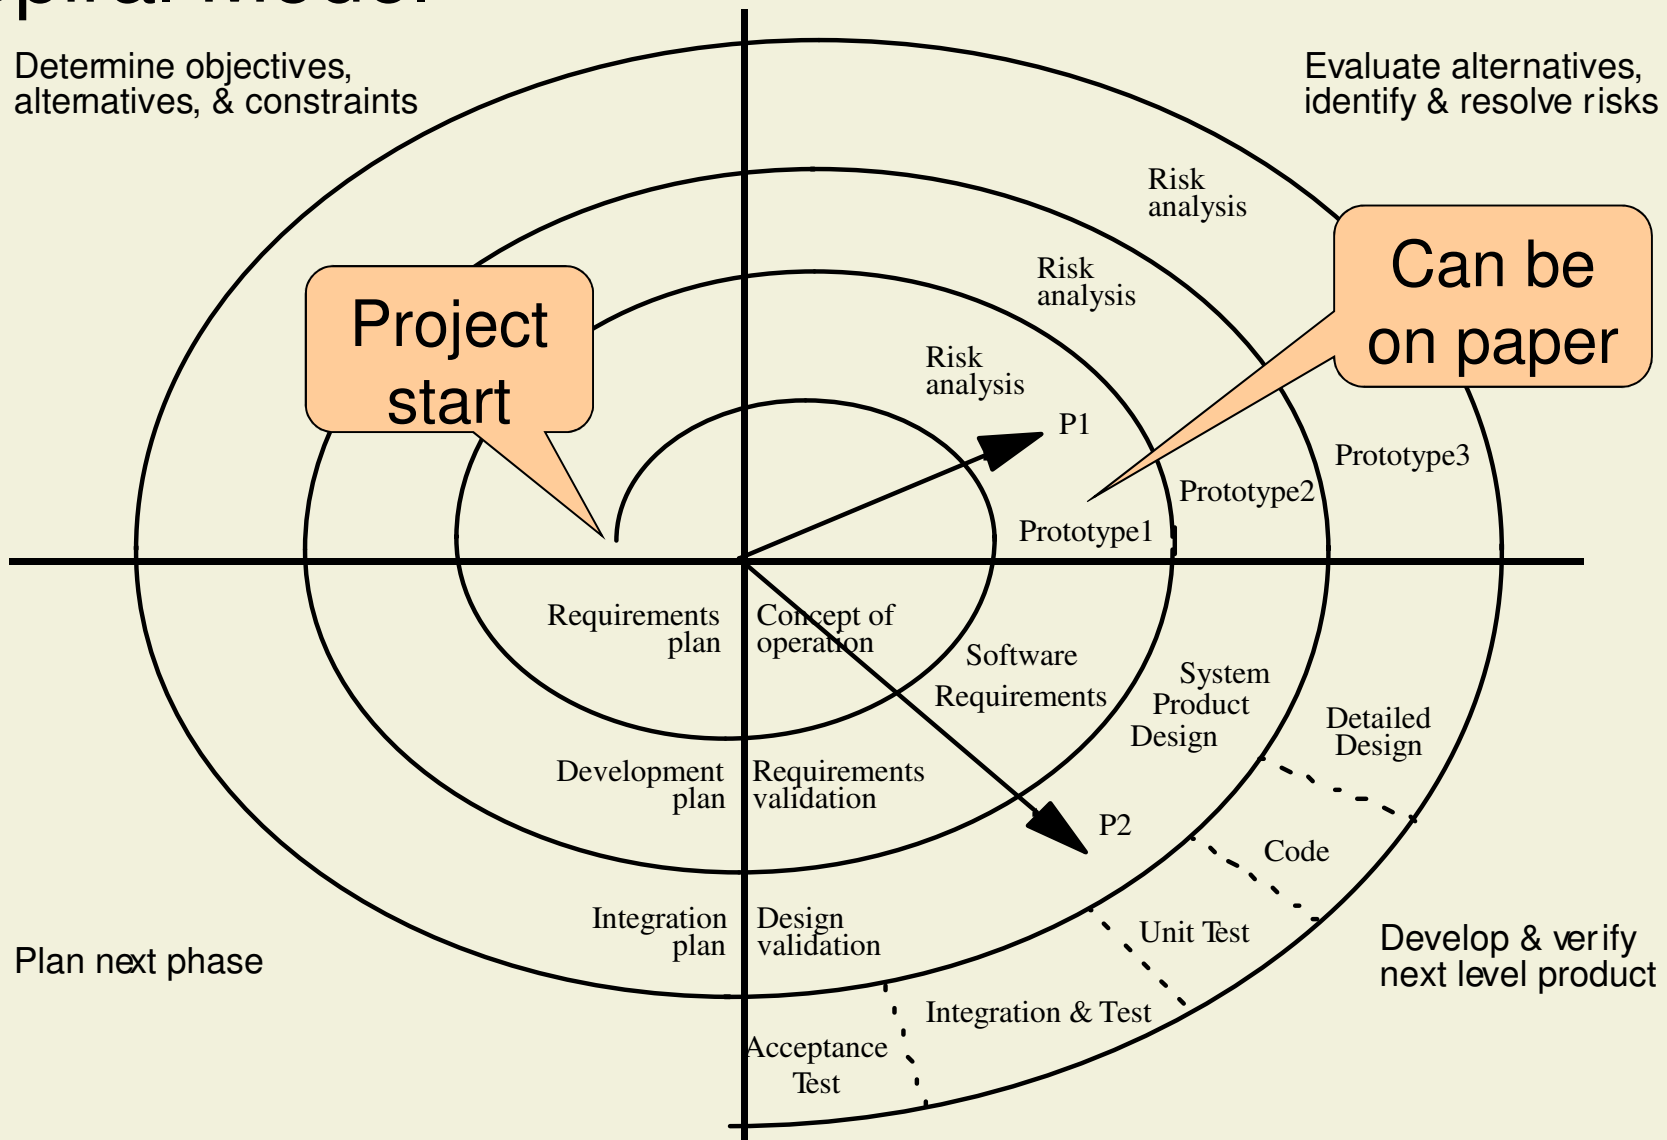 Determine objectives,
alternatives, & constraints
Evaluate alternatives,
identify & resolve risks
Risk
analysis
Risk
analysis
Risk
analysis
Project
start
Can be
on paper
P1
Prototype3
Prototype2
Prototype1
Requirements
plan
Concept of
operation
Software
Requirements
System
Product
Design
Detailed
Design
Development
plan
Requirements
validation
P2
Code
Integration
plan
Design
validation
Unit Test
Plan next phase
Develop & verify
next level product
Integration & Test
Acceptance
Test